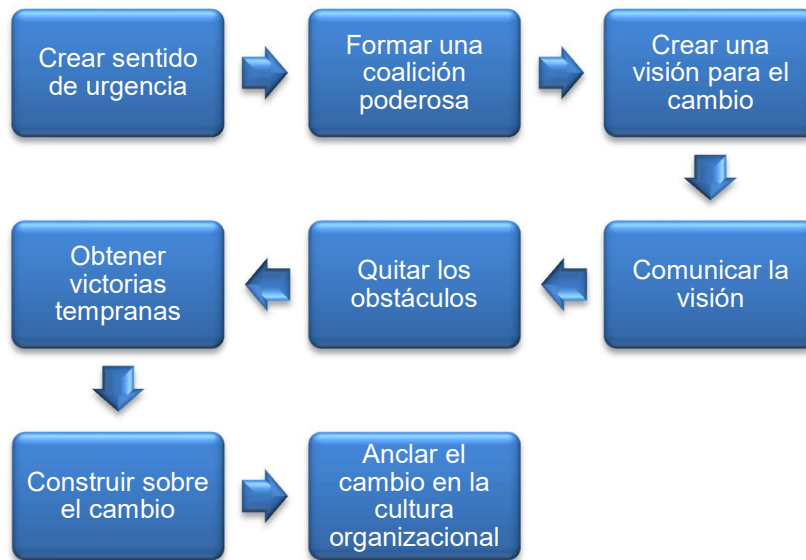 Crear sentido
de urgencia
Formar una
coalición
poderosa
Crear una
visión para el
cambio
Comunicar la
visión
Quitar los
obstáculos
Obtener
victorias
tempranas
Construir sobre
el cambio
Anclar el
cambio en la
cultura
organizacional